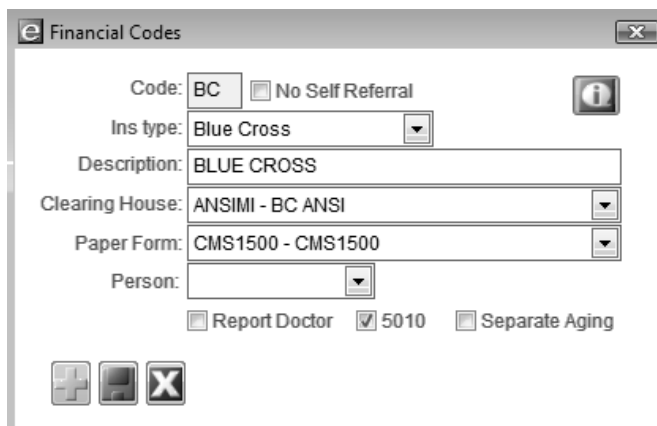 e Financial Codes
Code: BC No Self Referral
Ins type: Blue Cross
Description: BLUE CROSS
Clearing House: ANSIMI - BC ANSI
Paper Form: CMS1500 - CMS1500
Person:
Report Doctor 5010 Separate Aging